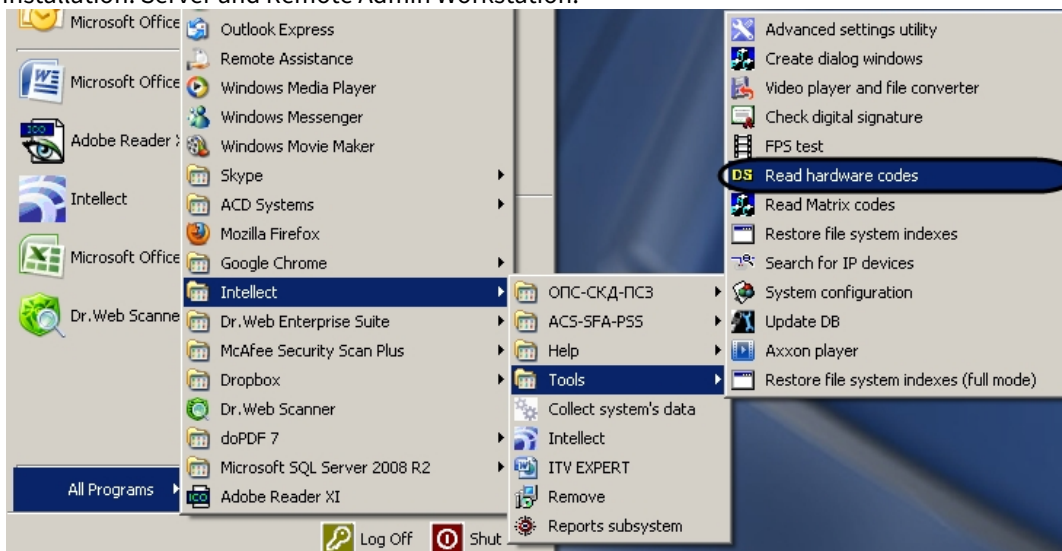 Installation: Server and Remote Admin Workstation.
Microsoft Office
Microsoft Office
Adobe Reader
Intellect
Microsoft Office
Dr.Web Scanne
All Programs
Outlook Express
Remote Assistance
Windows Media Player
Windows Messenger
Windows Movie Maker
Skype
ACD Systems
Mozilla Firefox
Google Chrome
Intellect
Dr.Web Enterprise Suite
McAfee Security Scan Plus
Dropbox
Dr.Web Scanner
doPDF 7
Microsoft SQL Server 2008 R2
Adobe Reader XI
Log Off
Shut
ОПС-СКД-ПСЗ
ACS-SFA-PSS
Help
Tools
Collect system's data
Intellect
ITV EXPERT
Remove
Reports subsystem
Advanced settings utility
Create dialog windows
Video player and file converter
Check digital signature
FPS test
DS Read hardware codes
Read Matrix codes
Restore file system indexes
Search for IP devices
System configuration
Update DB
Axxon player
Restore file system indexes (full mode)